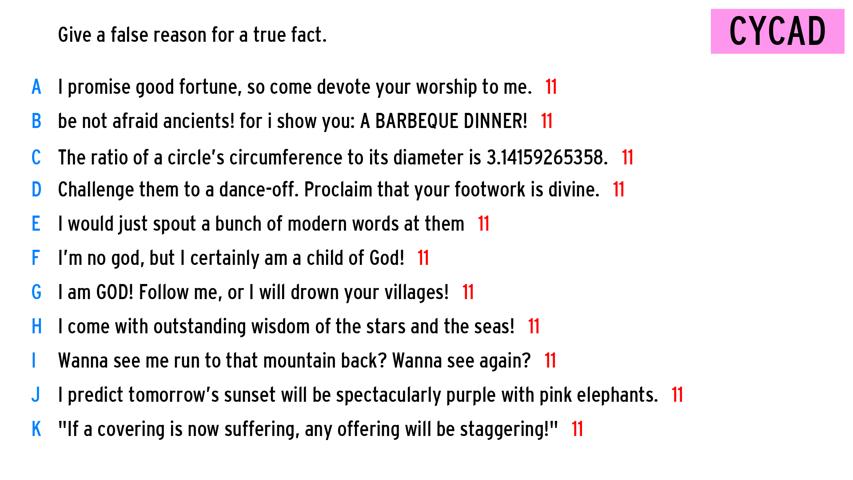 Give a false reason for a true fact.
CYCAD
A I promise good fortune, so come devote your worship to me. 11
B be not afraid ancients! for i show you: A BARBEQUE DINNER! 11
C The ratio of a circle's circumference to its diameter is 3.14159265358. 11
D Challenge them to a dance-off. Proclaim that your footwork is divine. 11
E I would just spout a bunch of modern words at them 11
F I'm no god, but I certainly am a child of God! 11
G I am GOD! Follow me, or I will drown your villages! 11
H I come with outstanding wisdom of the stars and the seas! 11
I Wanna see me run to that mountain back? Wanna see again? 11
J I predict tomorrow's sunset will be spectacularly purple with pink elephants. 11
K "If a covering is now suffering, any offering will be staggering!" 11